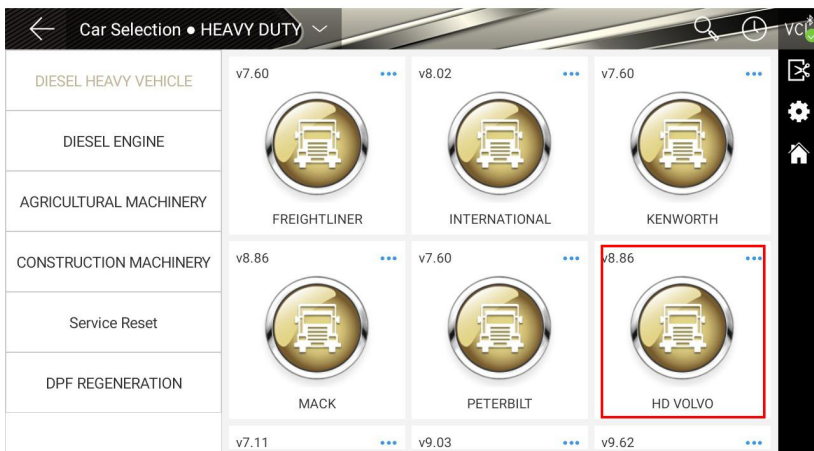 Car Selection ● HEAVY DUTY
VCI
DIESEL HEAVY VEHICLE
DIESEL ENGINE
AGRICULTURAL MACHINERY
CONSTRUCTION MACHINERY
Service Reset
DPF REGENERATION
v7.60
FREIGHTLINER
v8.02
INTERNATIONAL
v7.60
KENWORTH
v8.86
MACK
v7.60
PETERBILT
v8.86
HD VOLVO
v7.11
v9.03
v9.62